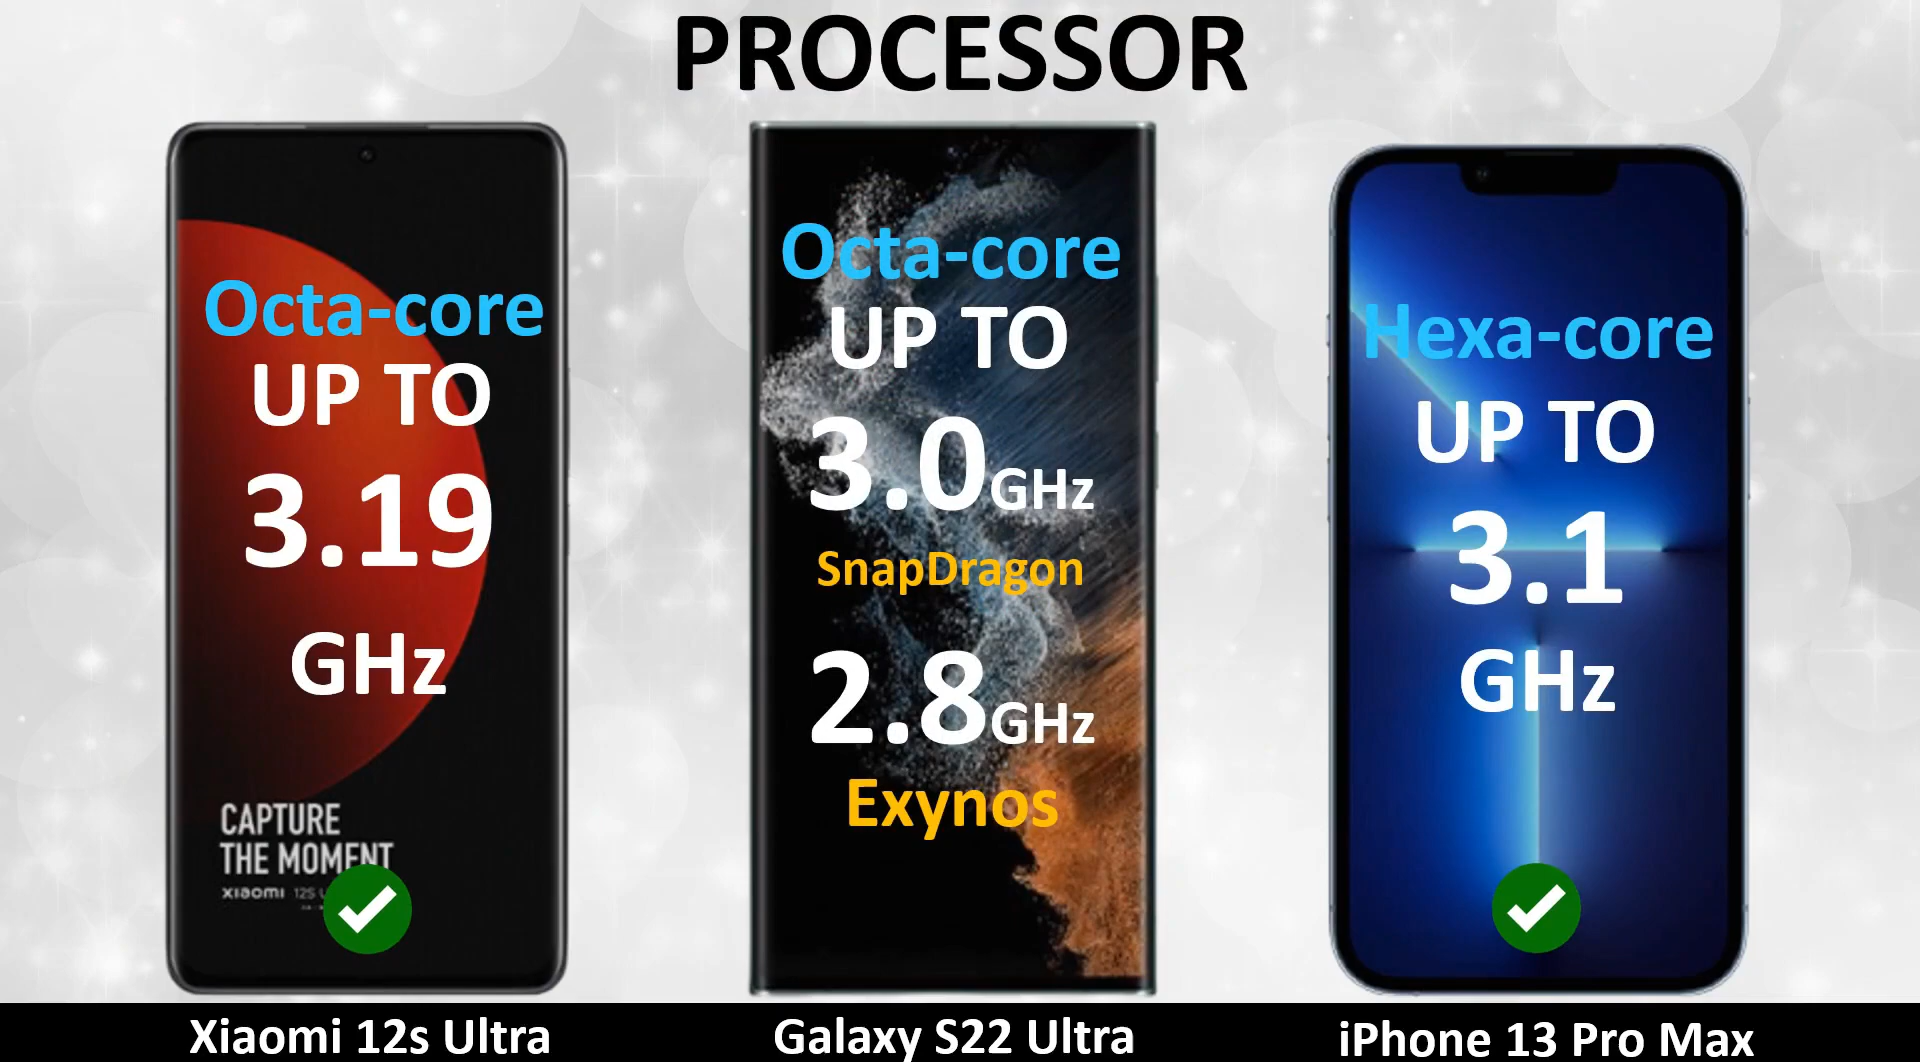 PROCESSOR
Octa-core
UP TO
3.19
GHz
CAPTURE
THE MOMENT
xiaomi 12S
Octa-core
UP TO
3.0GHz
SnapDragon
2.8GHz
Exynos
Hexa-core
UP TO
3.1
GHz
Xiaomi 12s Ultra
Galaxy S22 Ultra
iPhone 13 Pro Max